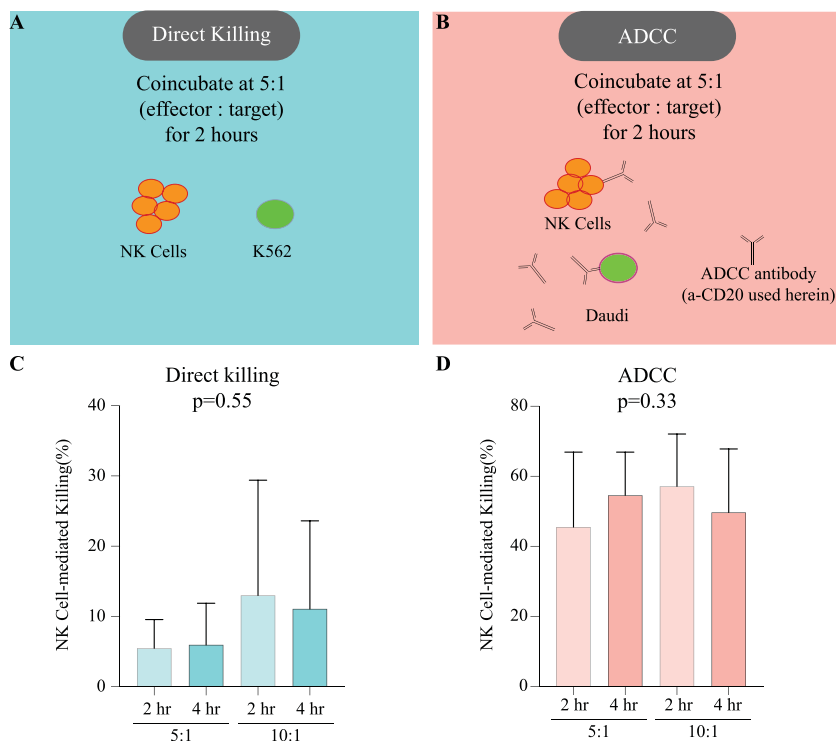 A
Direct Killing
Coincubate at 5:1
(effector : target)
for 2 hours
NK Cells
K562
B
ADCC
Coincubate at 5:1
(effector : target)
for 2 hours
NK Cells
ADCC antibody
(a-CD20 used herein)
Daudi
C
Direct killing
p=0.55
NK Cell-mediated Killing(%)
40
30
20
10
0
2 hr 4 hr 2 hr 4 hr
5:1 10:1
D
ADCC
p=0.33
NK Cell-mediated Killing(%)
80
60
40
20
0
2 hr 4 hr 2 hr 4 hr
5:1 10:1